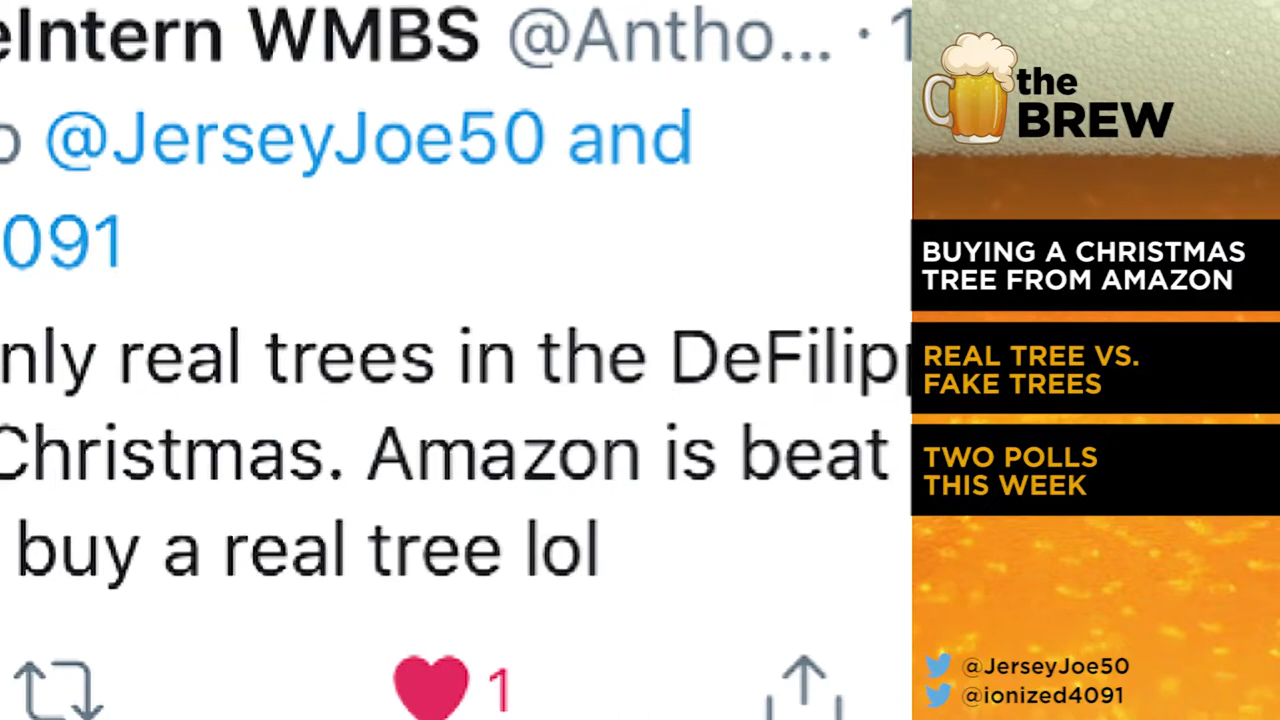 eIntern WMBS @Antho... · 1
o @JerseyJoe50 and
4091
nly real trees in the DeFilipp
Christmas. Amazon is beat
buy a real tree lol
1
the
BREW
BUYING A CHRISTMAS
TREE FROM AMAZON
REAL TREE VS.
FAKE TREES
TWO POLLS
THIS WEEK
@JerseyJoe50
@ionized4091